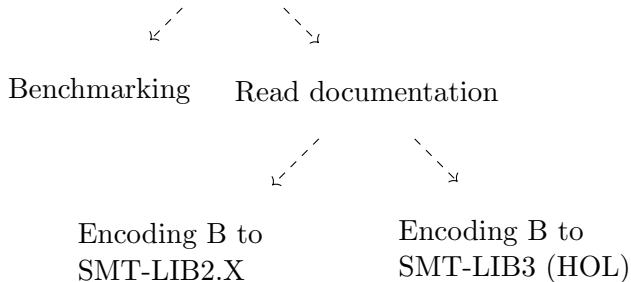 Benchmarking
Read documentation
Encoding B to
SMT-LIB2.X
Encoding B to
SMT-LIB3 (HOL)